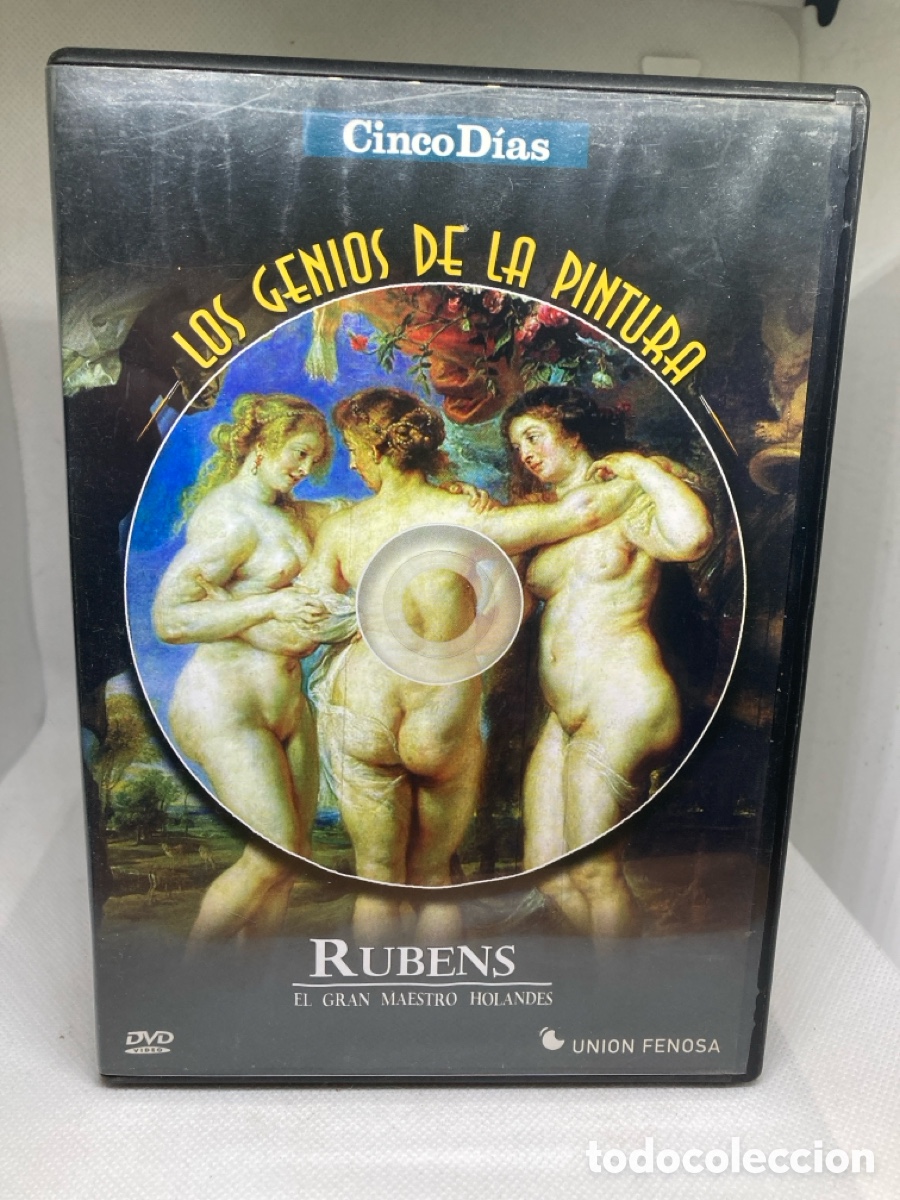 CincoDías
LOS GENIOS DE LA PINTURA
RUBENS
EL GRAN MAESTRO HOLANDES
DVD
VIDEO
UNION FENOSA
todocoleccion